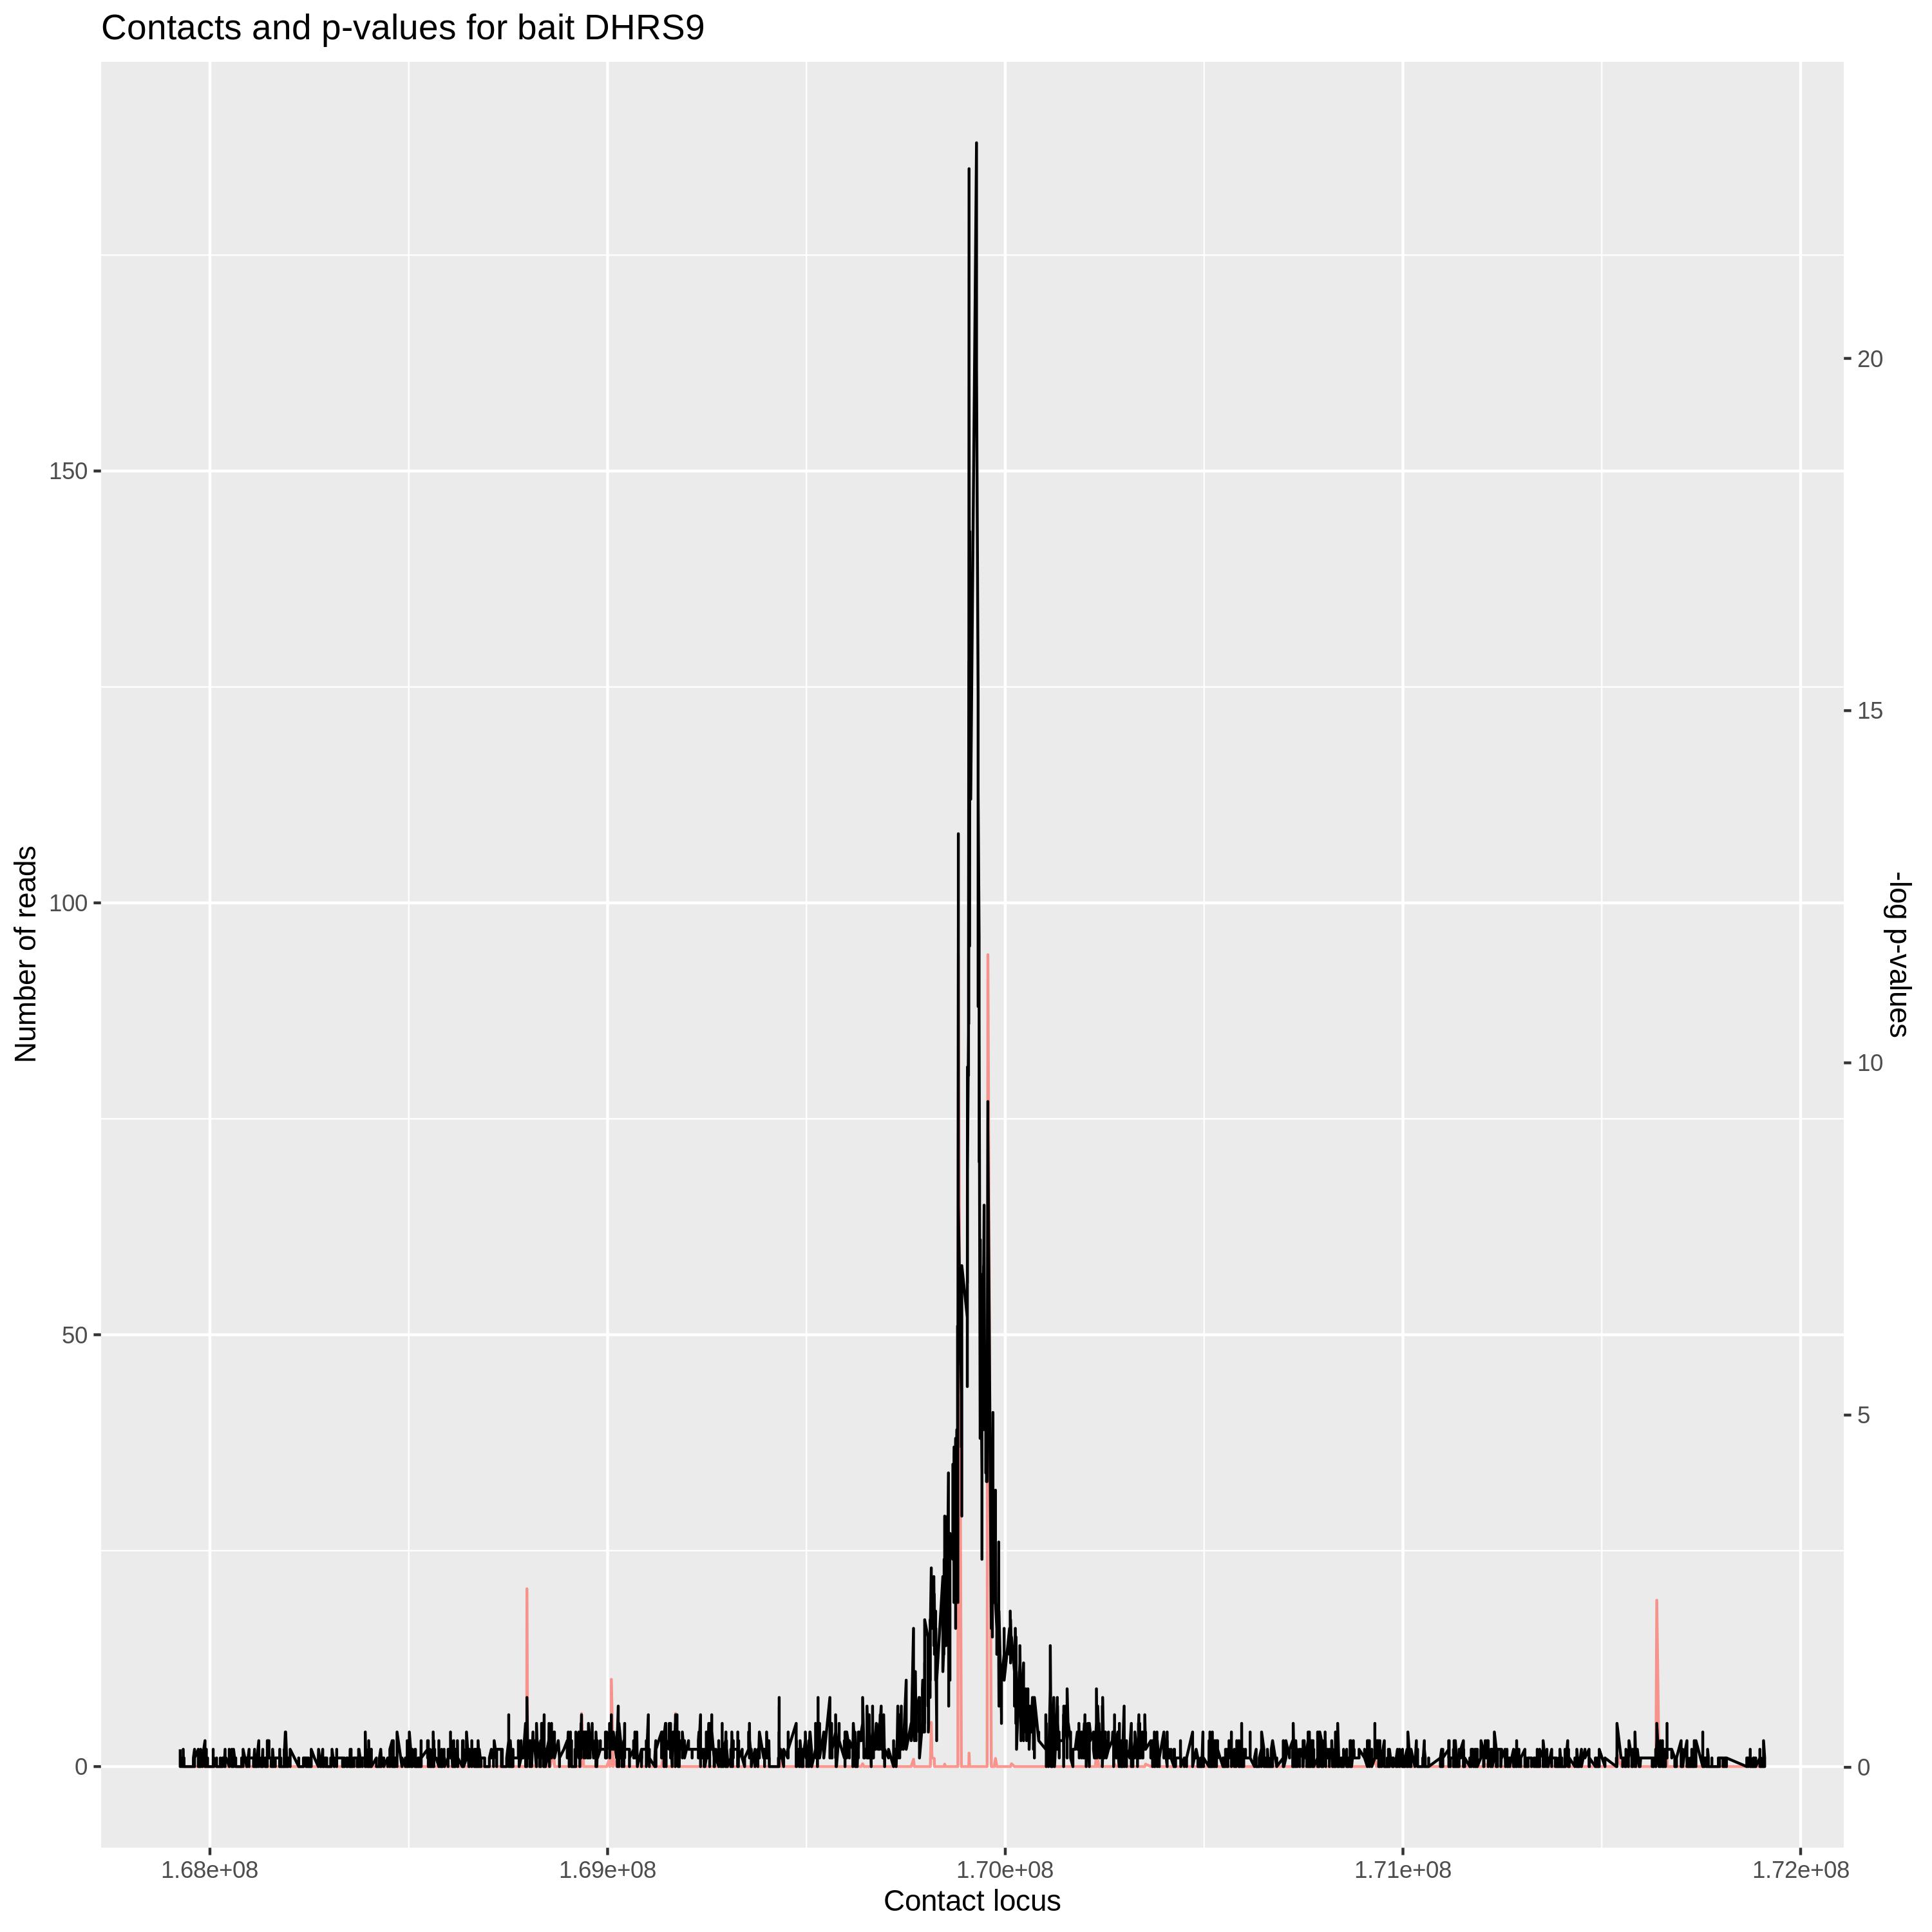 Contacts and p-values for bait DHRS9
Number of reads
150
100
50
0
20
15
10
5
0
-log p-values
1.68e+08
1.69e+08
1.70e+08
1.71e+08
1.72e+08
Contact locus